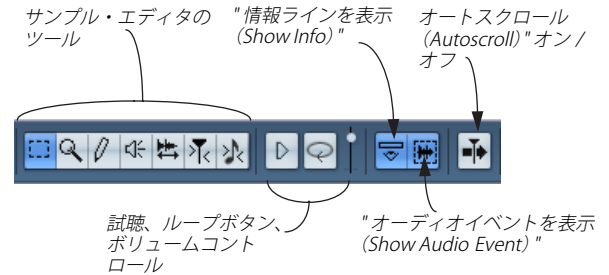 サンプル・エディタの
ツール
"情報ラインを表示
(Show Info)"
オートスクロール
(Autoscroll)"オン/
オフ
試聴、ループボタン、
ボリュームコント
ロール
"オーディオイベントを表示
(Show Audio Event)"